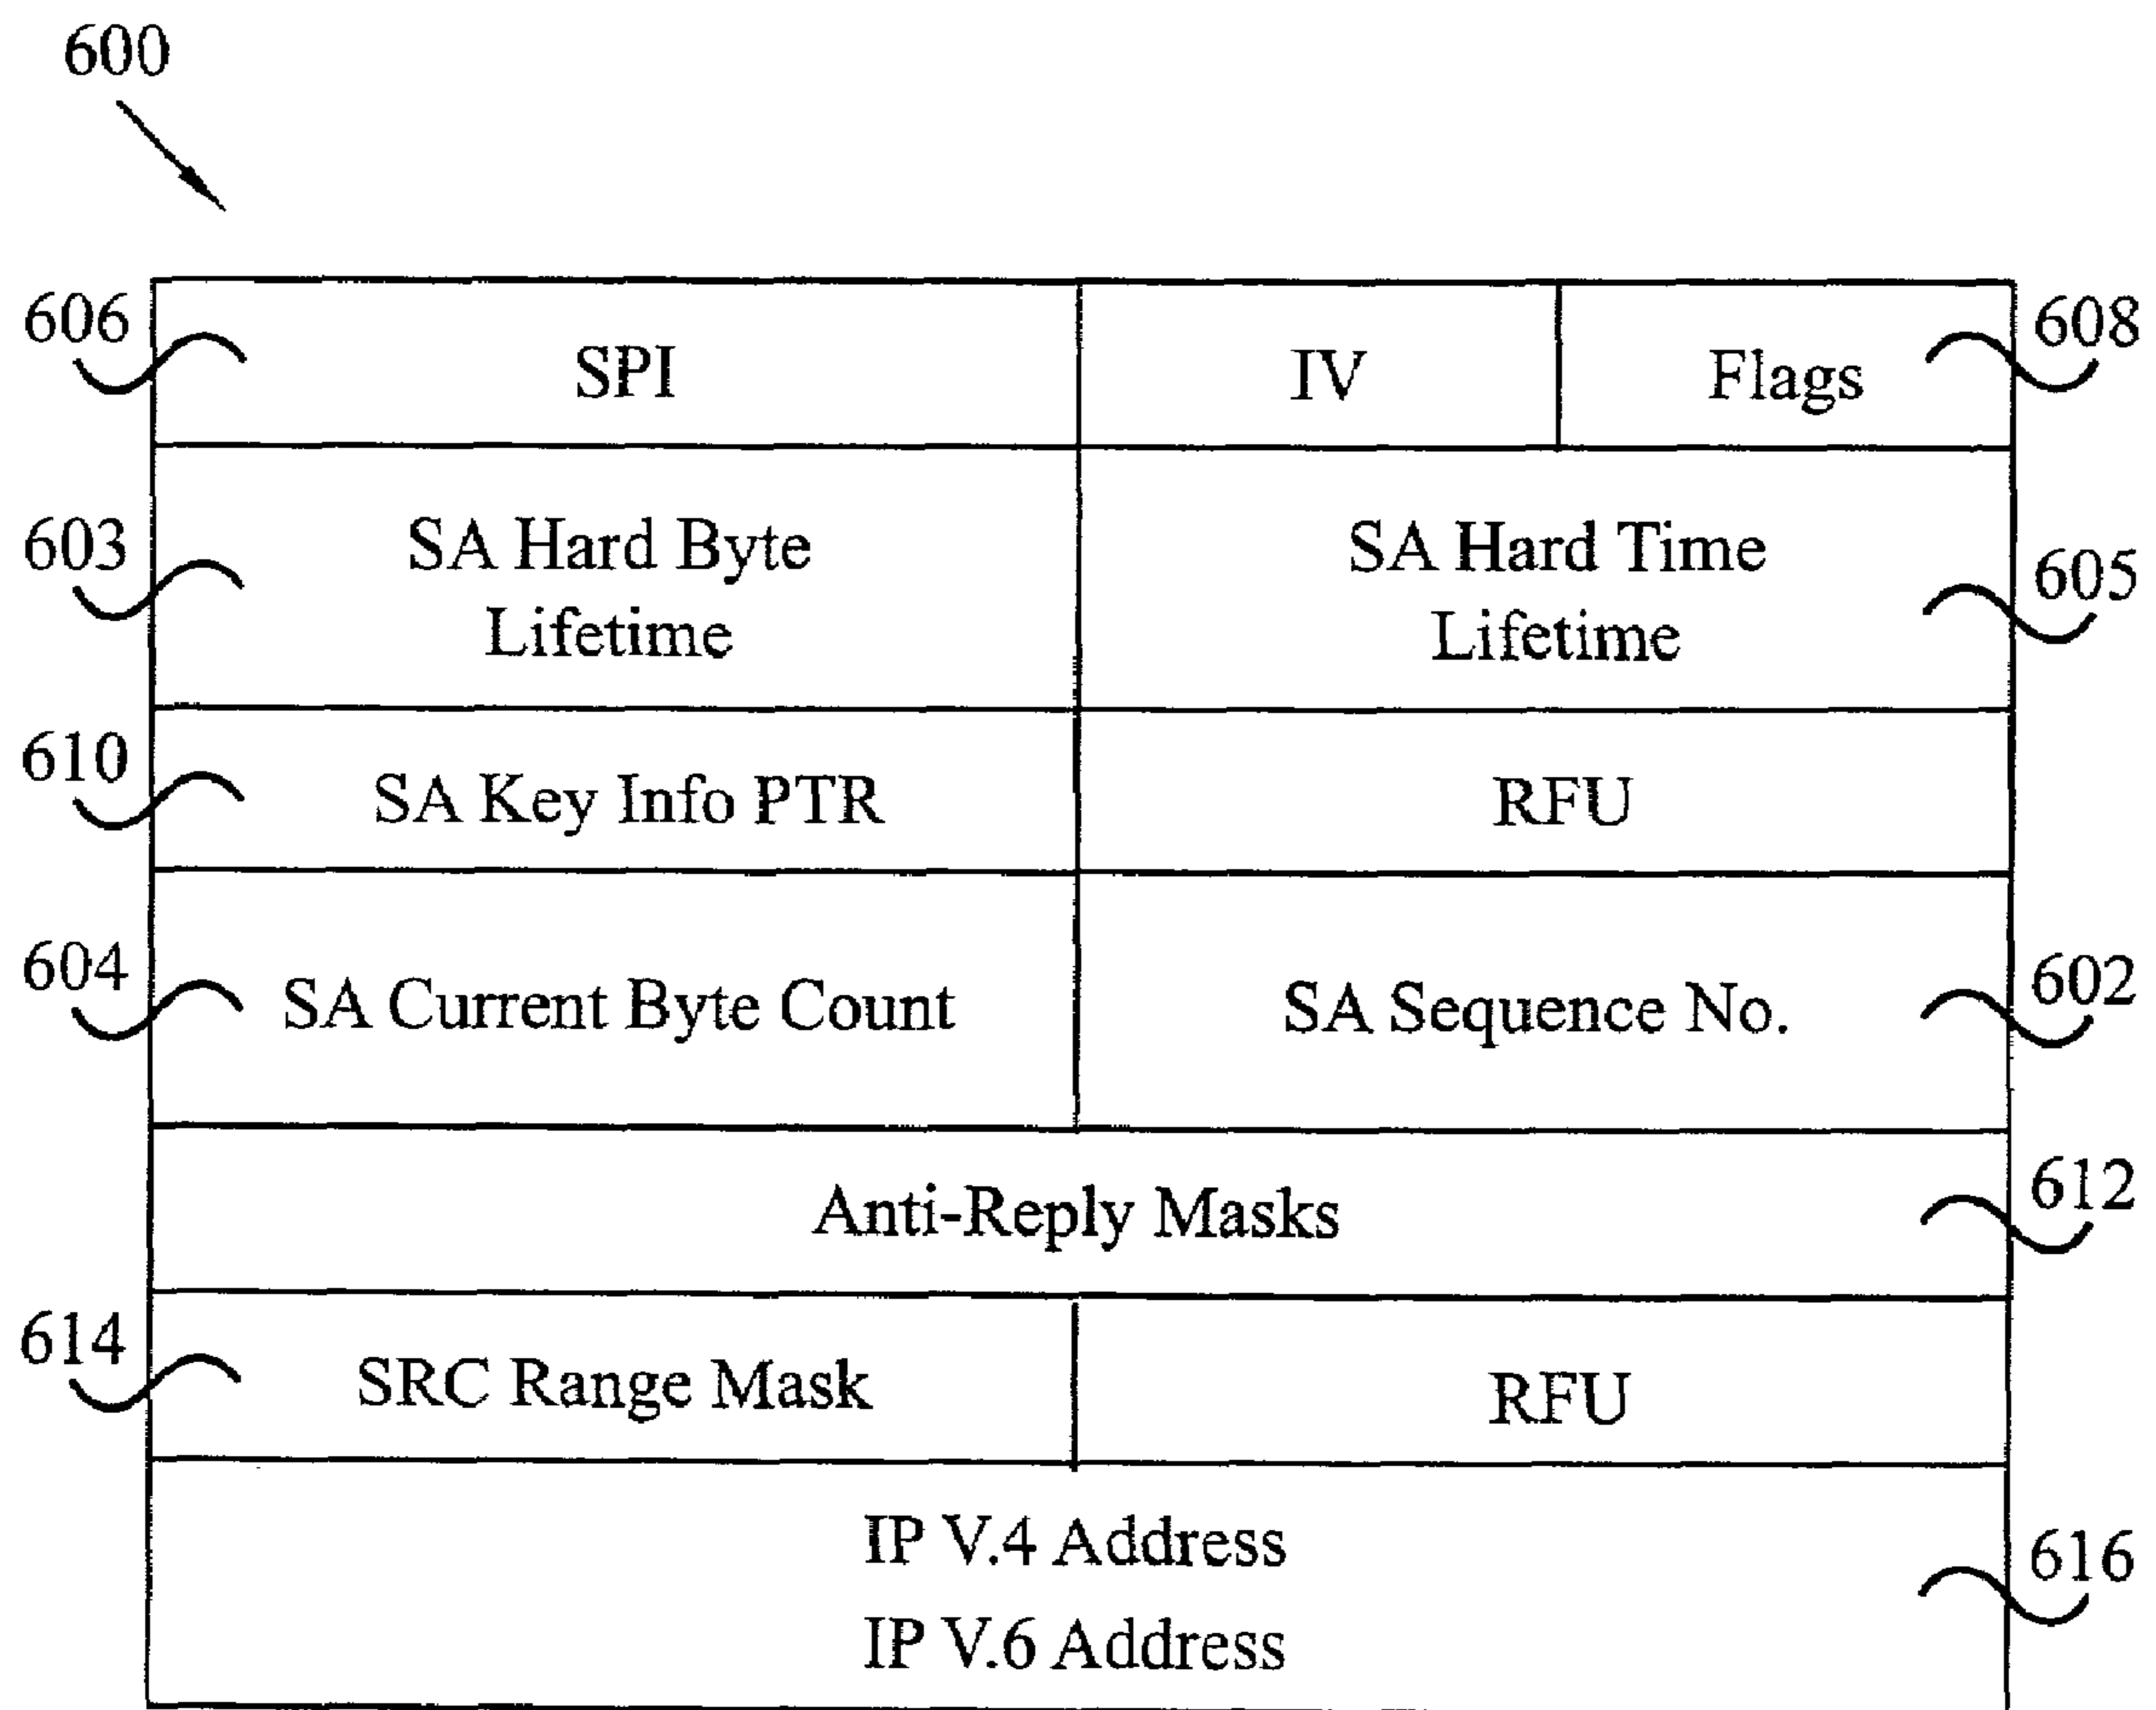 600
606
SPI
IV
Flags
608
603
SA Hard Byte
Lifetime
SA Hard Time
Lifetime
605
610
SA Key Info PTR
RFU
604
SA Current Byte Count
SA Sequence No.
602
Anti-Reply Masks
612
614
SRC Range Mask
RFU
IP V.4 Address
IP V.6 Address
616